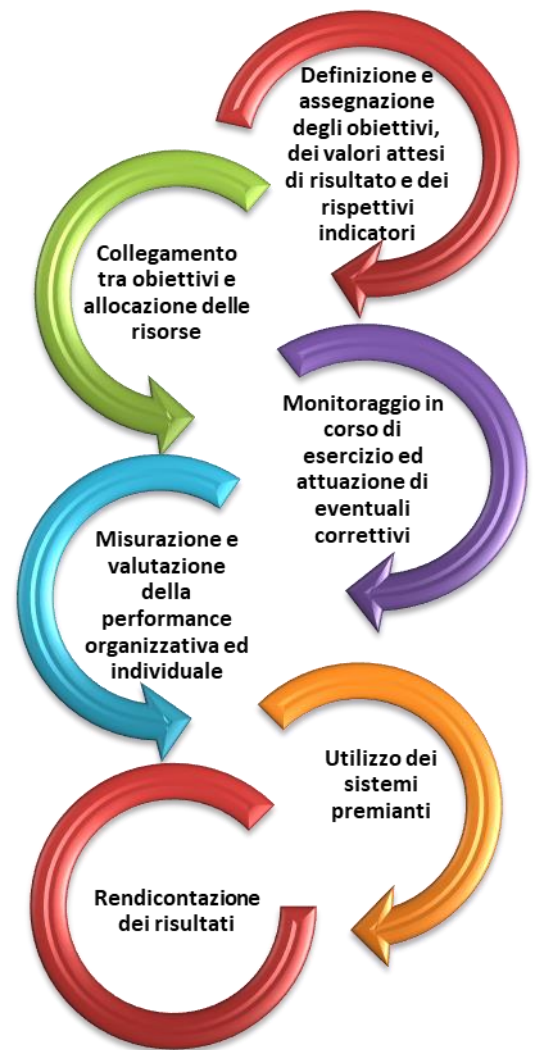 Definizione e
assegnazione
degli obiettivi,
dei valori attesi
di risultato e dei
rispettivi
indicatori
Collegamento
tra obiettivi e
allocazione delle
risorse
Monitoraggio in
corso di
esercizio ed
attuazione di
eventuali
correttivi
Misurazione e
valutazione
della
performance
organizzativa ed
individuale
Utilizzo dei
sistemi
premianti
Rendicontazione
dei risultati